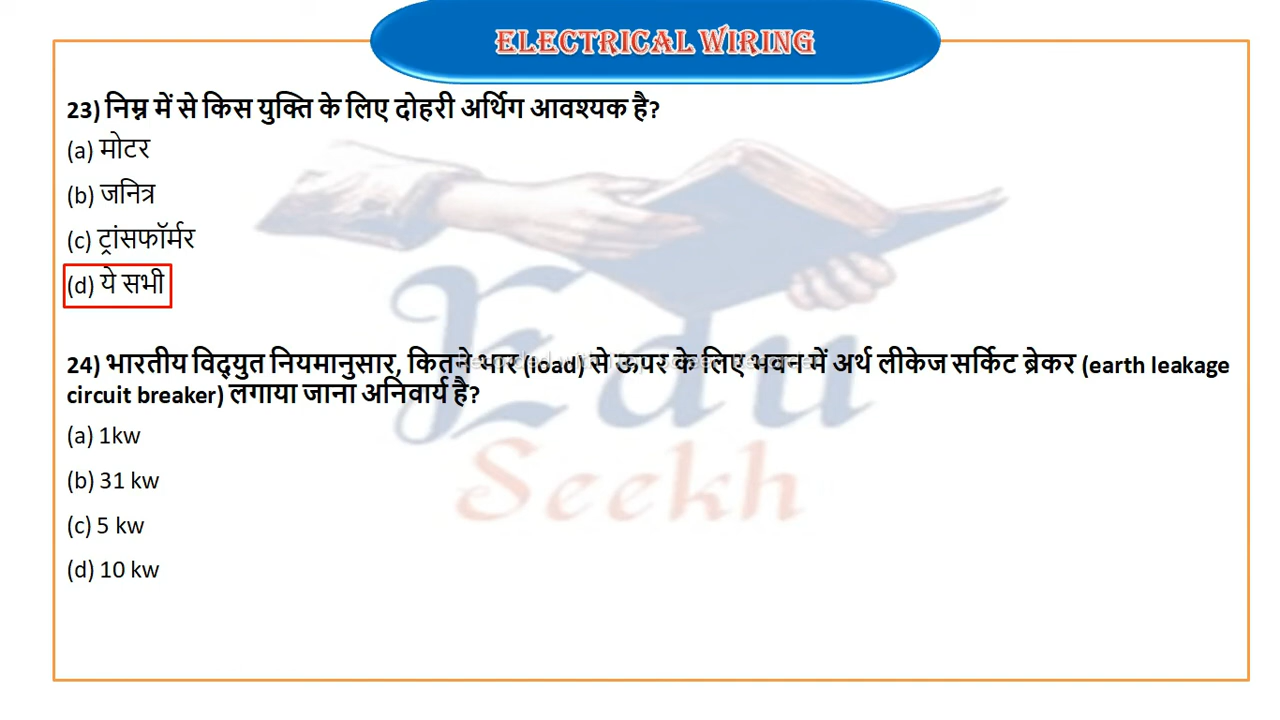 ELECTRICAL WIRING
23) निम्न में से किस युक्ति के लिए दोहरी अर्थिग आवश्यक है?
(a) मोटर
(b) जनित्र
(c) ट्रांसफॉर्मर
(d) ये सभी
24) भारतीय विद्युत नियमानुसार, कितने भार (load) से ऊपर के लिए भवन में अर्थ लीकेज सर्किट ब्रेकर (earth leakage
circuit breaker) लगाया जाना अनिवार्य है?
(a) 1kw
(b) 31 kw
(c) 5 kw
(d) 10 kw
Edu
Seekh